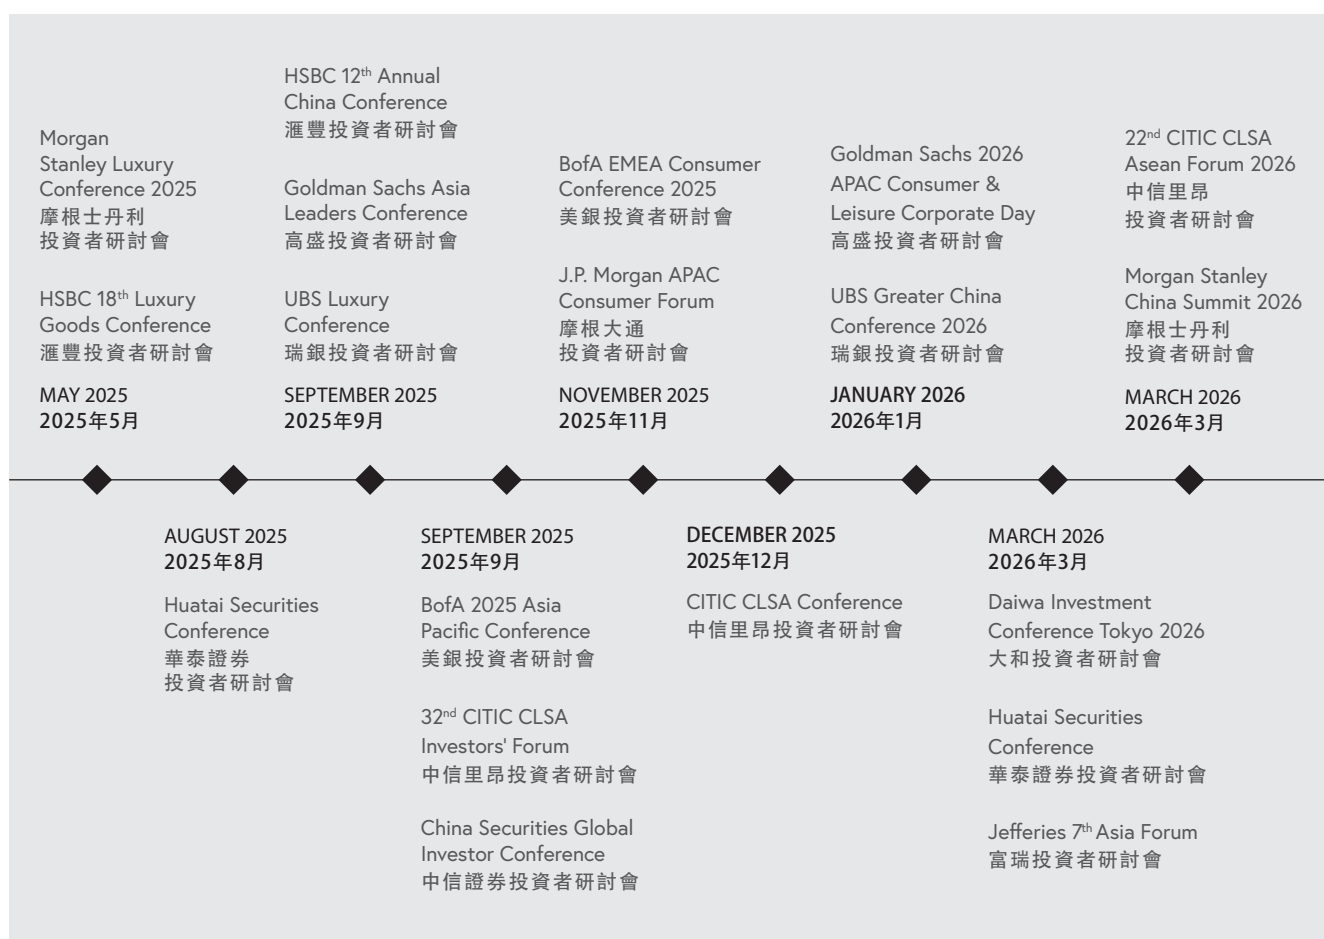 Morgan
Stanley Luxury
Conference 2025
摩根士丹利
投資者研討會
HSBC 18th Luxury
Goods Conference
滙豐投資者研討會
MAY 2025
2025年5月
HSBC 12th Annual
China Conference
滙豐投資者研討會
Goldman Sachs Asia
Leaders Conference
高盛投資者研討會
UBS Luxury
Conference
瑞銀投資者研討會
SEPTEMBER 2025
2025年9月
BofA EMEA Consumer
Conference 2025
美銀投資者研討會
J.P. Morgan APAC
Consumer Forum
摩根大通
投資者研討會
NOVEMBER 2025
2025年11月
Goldman Sachs 2026
APAC Consumer &
Leisure Corporate Day
高盛投資者研討會
UBS Greater China
Conference 2026
瑞銀投資者研討會
JANUARY 2026
2026年1月
22nd CITIC CLSA
Asean Forum 2026
中信里昂
投資者研討會
Morgan Stanley
China Summit 2026
摩根士丹利
投資者研討會
MARCH 2026
2026年3月
AUGUST 2025
2025年8月
Huatai Securities
Conference
華泰證券
投資者研討會
SEPTEMBER 2025
2025年9月
BofA 2025 Asia
Pacific Conference
美銀投資者研討會
32nd CITIC CLSA
Investors' Forum
中信里昂投資者研討會
China Securities Global
Investor Conference
中信證券投資者研討會
DECEMBER 2025
2025年12月
CITIC CLSA Conference
中信里昂投資者研討會
MARCH 2026
2026年3月
Daiwa Investment
Conference Tokyo 2026
大和投資者研討會
Huatai Securities
Conference
華泰證券投資者研討會
Jefferies 7th Asia Forum
富瑞投資者研討會